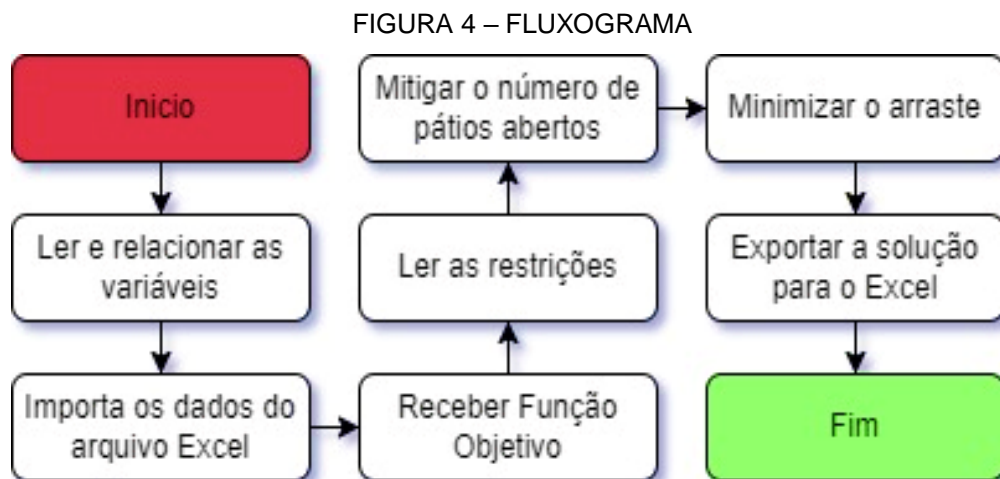 FIGURA 4 – FLUXOGRAMA
Inicio
Ler e relacionar as
variáveis
Importa os dados do
arquivo Excel
Receber Função
Objetivo
Ler as restrições
Mitigar o número de
pátios abertos
Minimizar o arraste
Exportar a solução
para o Excel
Fim